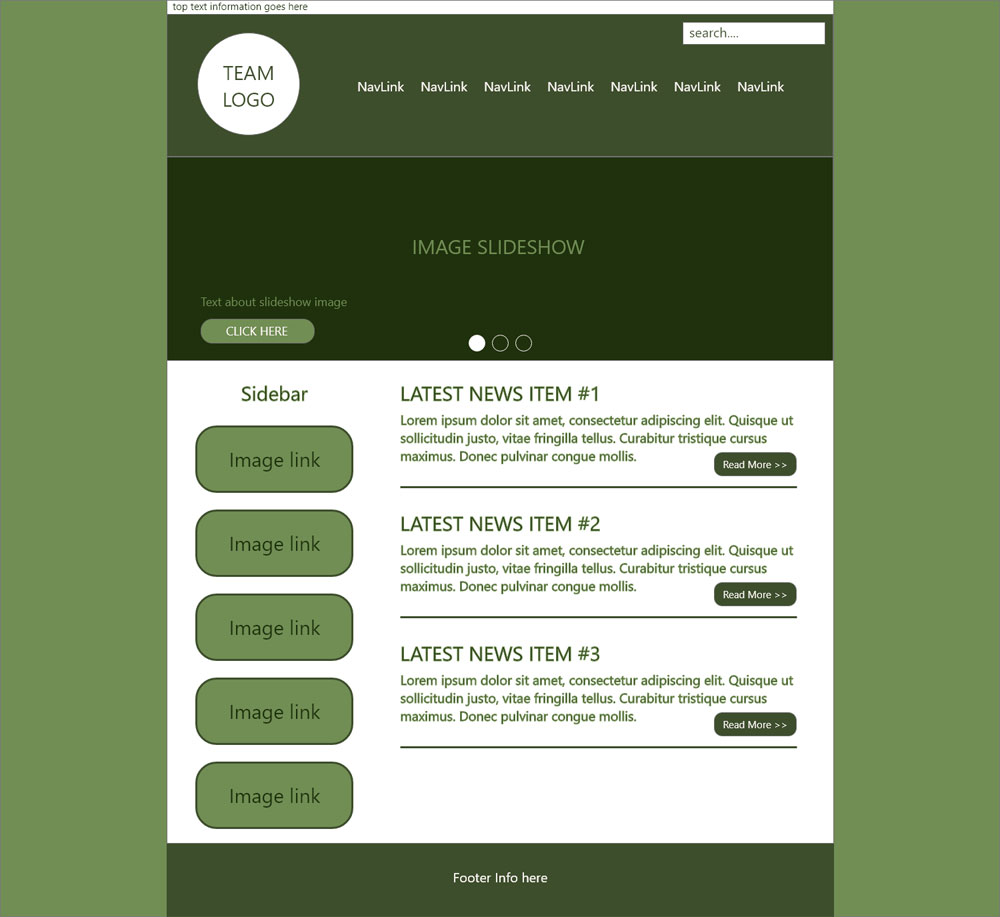 top text information goes here
search....
TEAM
LOGO
NavLink NavLink NavLink NavLink NavLink NavLink NavLink
IMAGE SLIDESHOW
Text about slideshow image
CLICK HERE
Sidebar
Image link
Image link
Image link
Image link
Image link
LATEST NEWS ITEM #1
Lorem ipsum dolor sit amet, consectetur adipiscing elit. Quisque ut
sollicitudin justo, vitae fringilla tellus. Curabitur tristique cursus
maximus. Donec pulvinar congue mollis.
Read More >>
LATEST NEWS ITEM #2
Lorem ipsum dolor sit amet, consectetur adipiscing elit. Quisque ut
sollicitudin justo, vitae fringilla tellus. Curabitur tristique cursus
maximus. Donec pulvinar congue mollis.
Read More >>
LATEST NEWS ITEM #3
Lorem ipsum dolor sit amet, consectetur adipiscing elit. Quisque ut
sollicitudin justo, vitae fringilla tellus. Curabitur tristique cursus
maximus. Donec pulvinar congue mollis.
Read More >>
Footer Info here